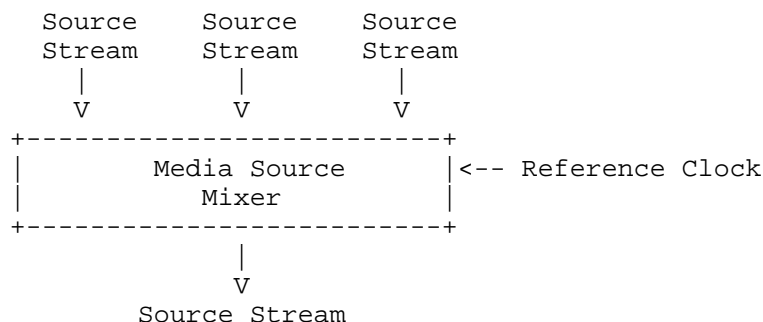 Source Source Source
Stream Stream Stream
| | |
V V V
+--------------------------+
| Media Source |<-- Reference Clock
| Mixer |
+--------------------------+
|
V
Source Stream